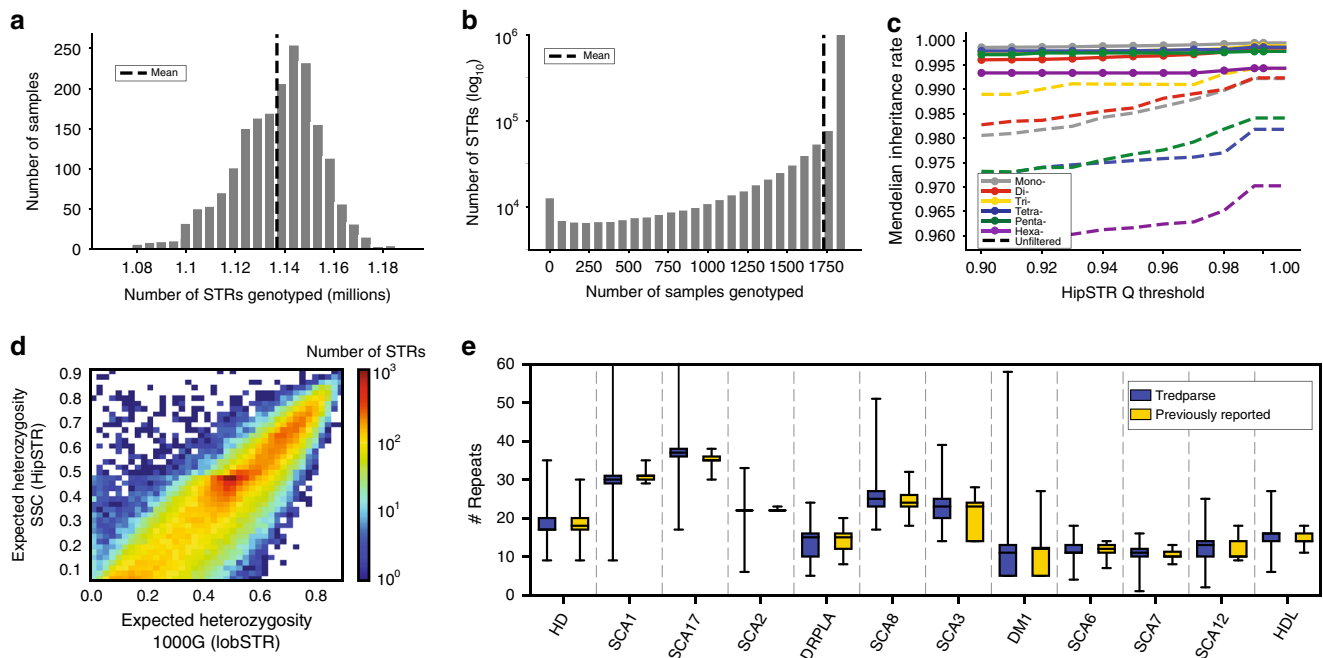 a
Number of samples
250
200
150
100
50
0
Mean
1.08
1.1
1.12
1.14
1.16
1.18
Number of STRs genotyped (millions)
b
Number of STRs (log10)
10^6
10^5
10^4
Mean
0
250
500
750
1000
1250
1500
1750
Number of samples genotyped
c
Mendelian inheritance rate
1.000
0.995
0.990
0.985
0.980
0.975
0.970
0.965
0.960
Mono-
Di-
Tri-
Tetra-
Penta-
Hexa-
Unfiltered
0.90
0.92
0.94
0.96
0.98
1.00
HipSTR Q threshold
d
Number of STRs
Expected heterozygosity
SSC (HipSTR)
0.9
0.8
0.7
0.6
0.5
0.4
0.3
0.2
0.1
10^3
10^2
10^1
10^0
0.0
0.2
0.4
0.6
0.8
Expected heterozygosity
1000G (lobSTR)
e
# Repeats
60
50
40
30
20
10
0
Tredparse
Previously reported
HD
SCA1
SCA17
SCA2
DRPLA
SCA8
SCA3
DM1
SCA6
SCA7
SCA12
HDL